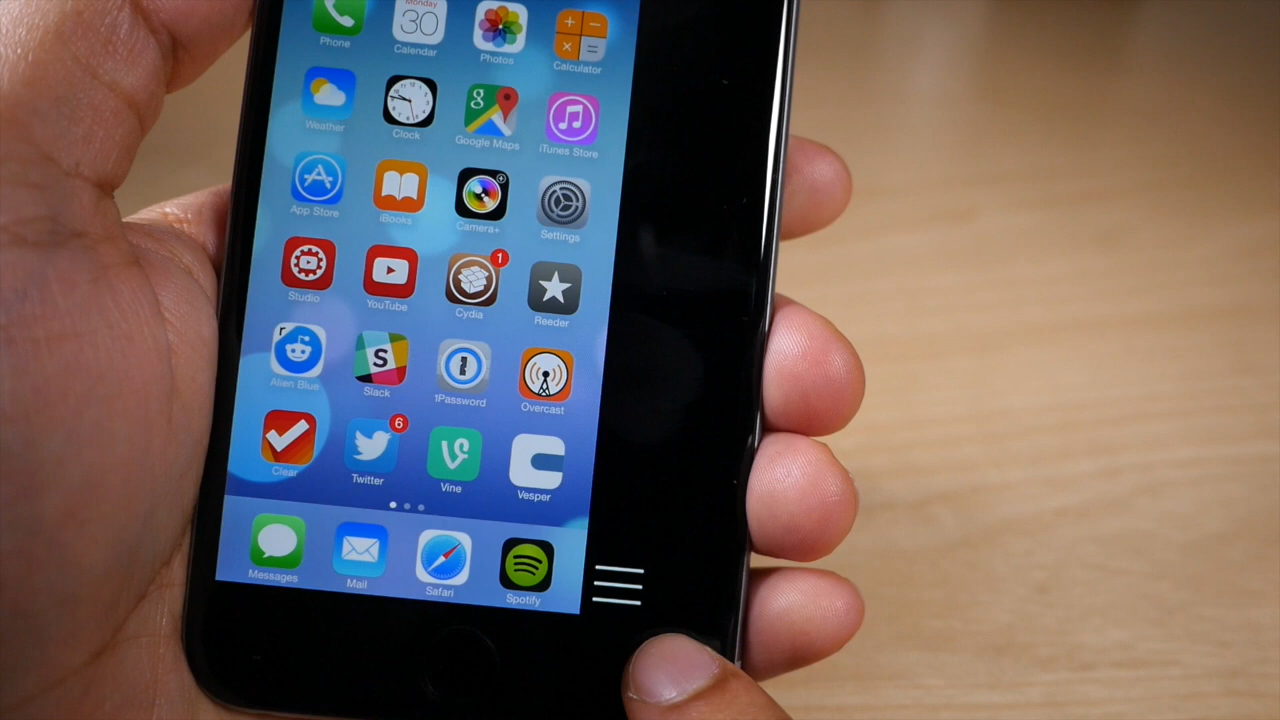 Monday
30
Phone
Calendar
Photos
Calculator
Weather
Clock
Google Maps
iTunes Store
App Store
iBooks
Camera+
Settings
1
Studio
YouTube
Cydia
Reeder
Alien Blue
Slack
1Password
Overcast
6
Clear
Twitter
Vine
Vesper
Messages
Mail
Safari
Spotify